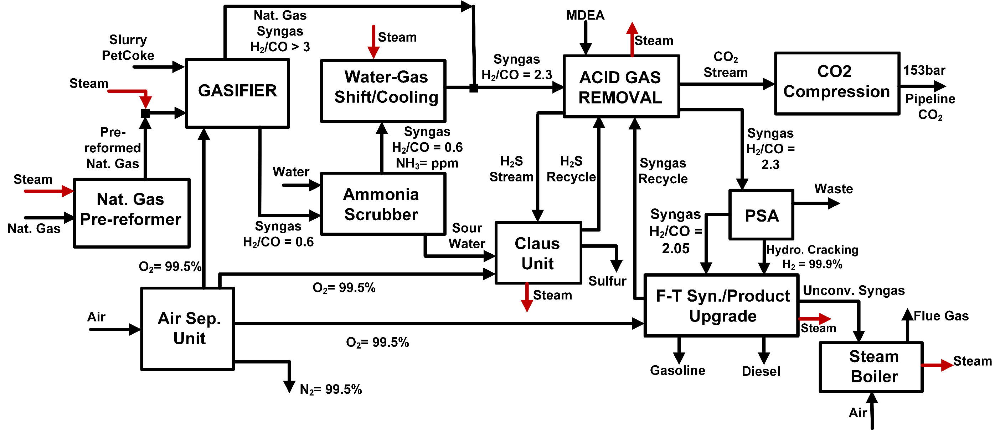 Nat. Gas
Syngas
H₂/CO > 3
MDEA
Steam
Steam
Slurry
PetCoke
Steam
GASIFIER
Water-Gas
Shift/Cooling
Syngas
H₂/CO = 2.3
ACID GAS
REMOVAL
CO₂
Stream
CO2
Compression
153bar
Pipeline
CO₂
Pre-
reformed
Nat. Gas
Syngas
H₂/CO = 0.6
NH₃= ppm
Syngas
H₂/CO =
2.3
H₂S
Stream
H₂S
Recycle
Syngas
Recycle
Water
Steam
Nat. Gas
Nat. Gas
Pre-reformer
Ammonia
Scrubber
Syngas
H₂/CO = 0.6
Sour
Water
Claus
Unit
Syngas
H₂/CO =
2.05
PSA
Waste
Hydro. Cracking
H₂ = 99.9%
O₂= 99.5%
O₂= 99.5%
Steam
Sulfur
F-T Syn./Product
Upgrade
Unconv. Syngas
Steam
Flue Gas
Air
Air Sep.
Unit
O₂= 99.5%
N₂= 99.5%
Gasoline
Diesel
Steam
Boiler
Steam
Air